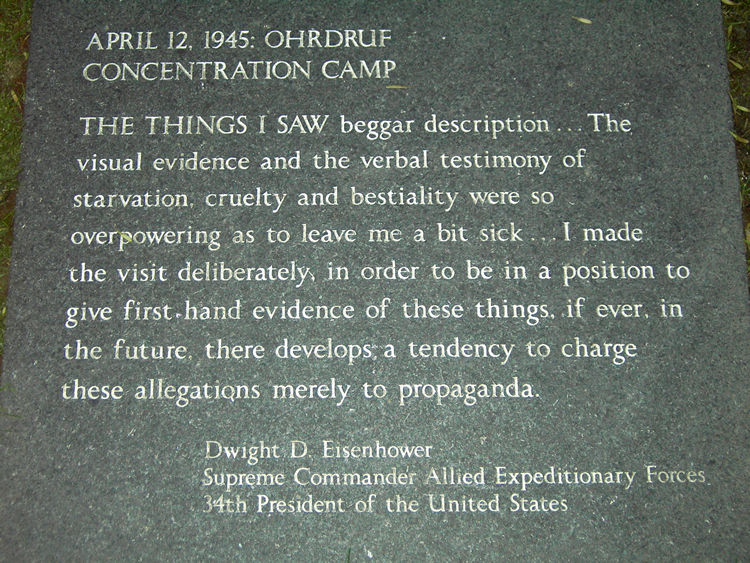 APRIL 12, 1945: OHRDRUF
CONCENTRATION CAMP
THE THINGS I SAW beggar description ... The
visual evidence and the verbal testimony of
starvation, cruelty and bestiality were so
overpowering as to leave me a bit sick ... I made
the visit deliberately, in order to be in a position to
give first-hand evidence of these things, if ever, in
the future, there develops a tendency to charge
these allegations merely to propaganda.
Dwight D. Eisenhower
Supreme Commander Allied Expeditionary Forces
34th President of the United States